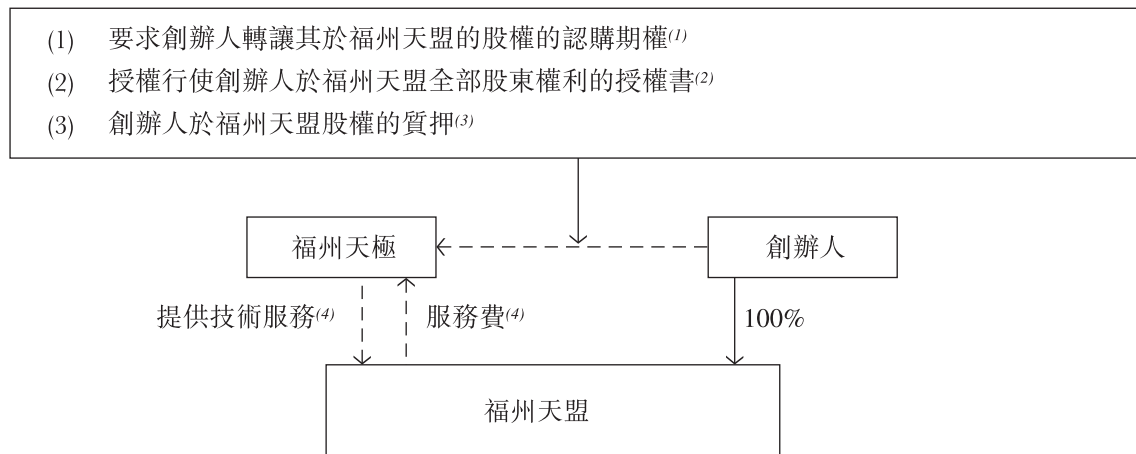 (1) 要求創辦人轉讓其於福州天盟的股權的認購期權(1)
(2) 授權行使創辦人於福州天盟全部股東權利的授權書(2)
(3) 創辦人於福州天盟股權的質押(3)
福州天極
創辦人
提供技術服務(4)
服務費(4)
100%
福州天盟